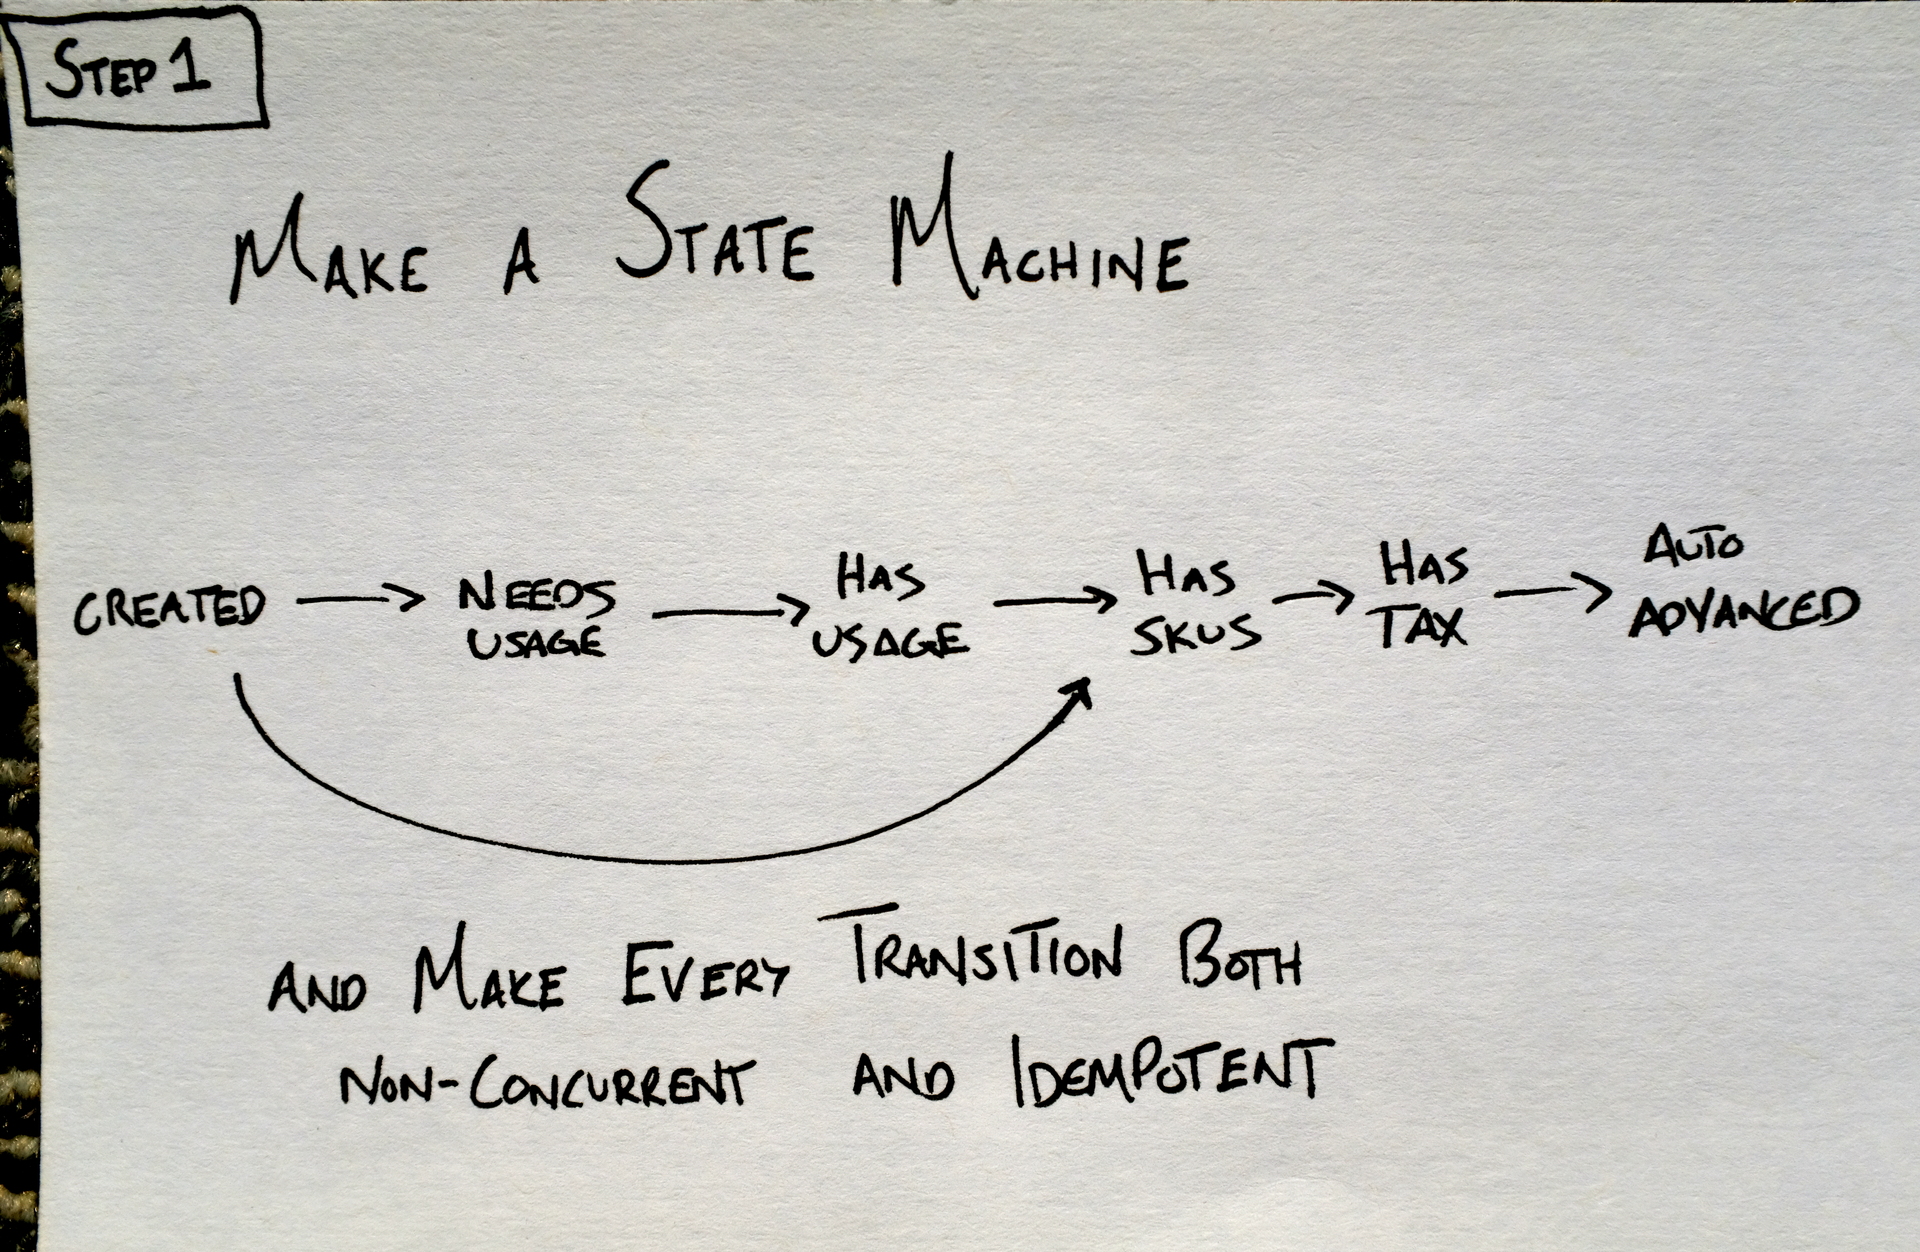 STEP 1
MAKE A STATE MACHINE
CREATED → NEEDS USAGE → HAS USAGE → HAS SKUS → HAS TAX → AUTO ADVANCED
AND MAKE EVERY TRANSITION BOTH
NON-CONCURRENT AND IDEMPOTENT